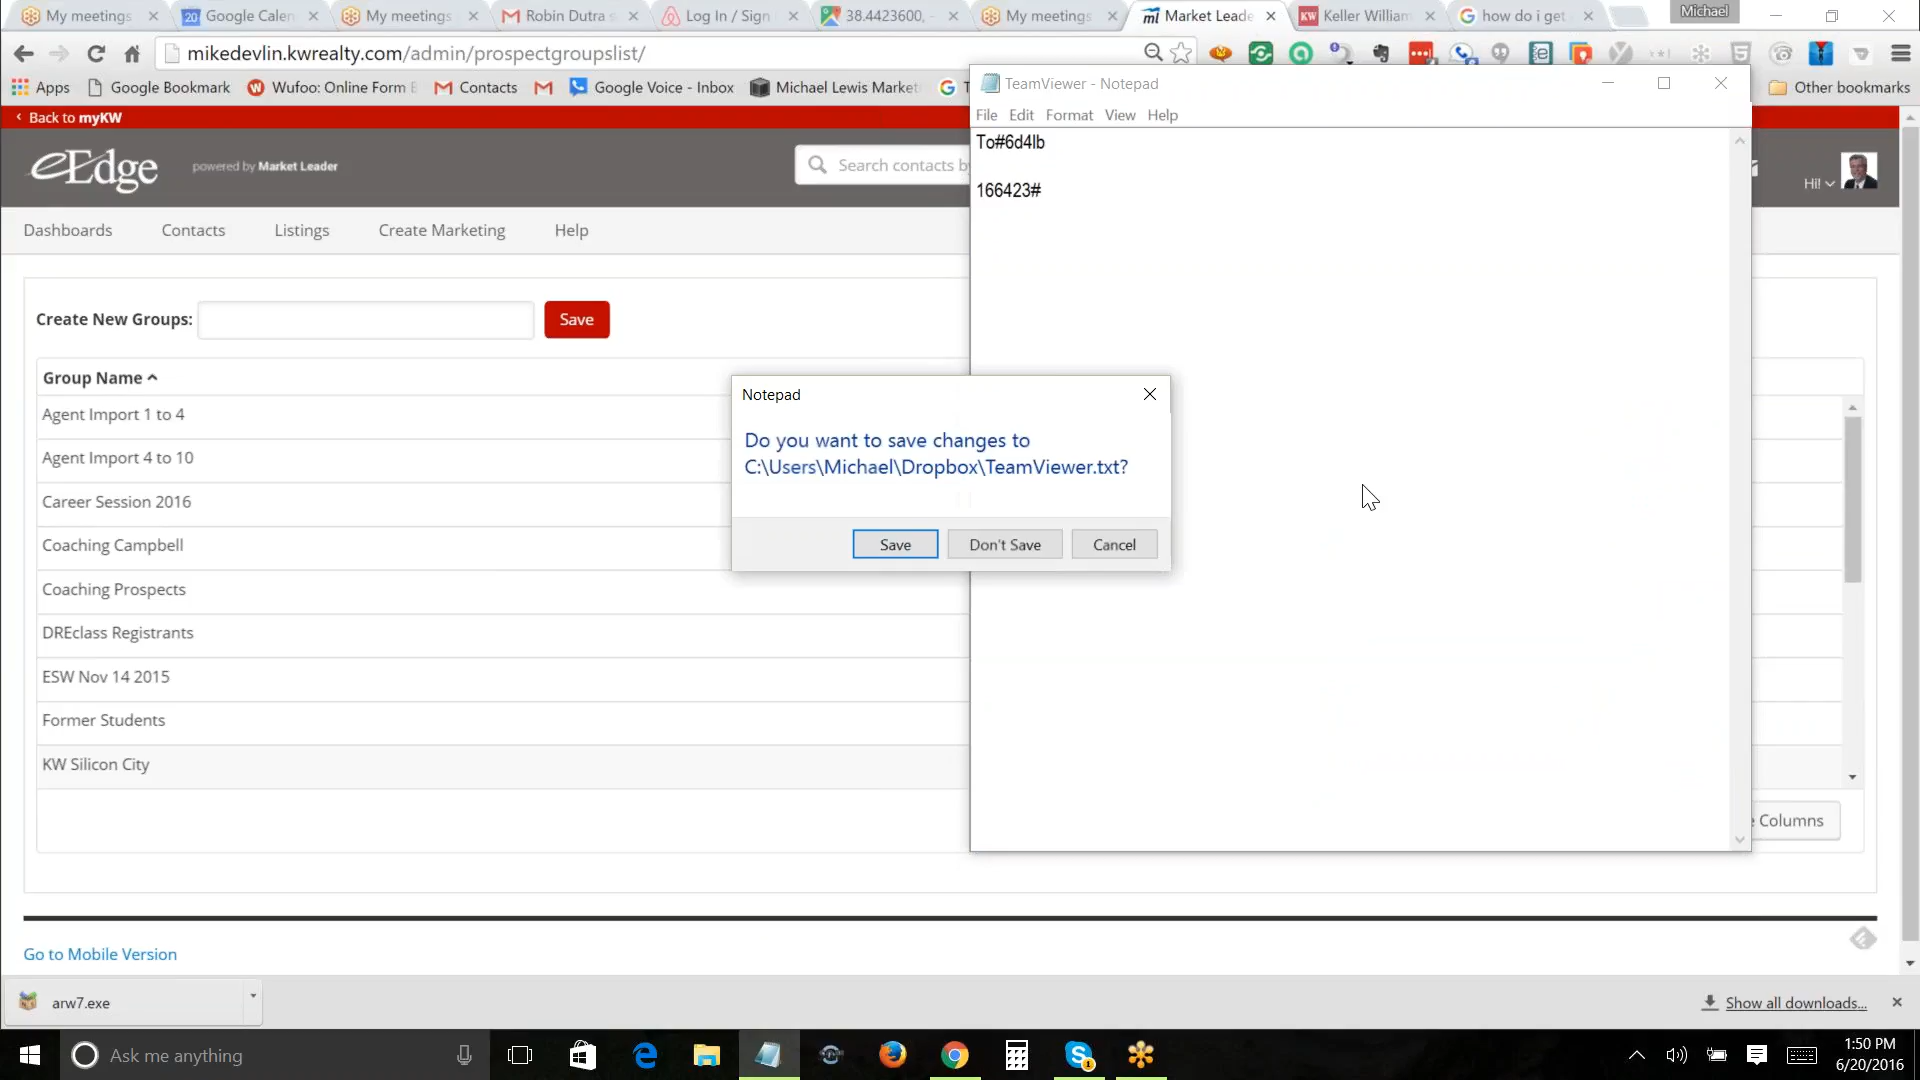 My meetings
Google Calen
My meetings
Robin Dutra
Log In / Sign
38.4423600, -
My meetings
Market Leade
Keller William
how do i get
Michael
mikedevlin.kwrealty.com/admin/prospectgroupslist/
Apps
Google Bookmark
Wufoo: Online Form
Contacts
Google Voice - Inbox
Michael Lewis Market
Other bookmarks
TeamViewer - Notepad
File Edit Format View Help
To#6d4lb
166423#
‹ Back to myKW
eEdge
powered by Market Leader
Search contacts by
Hi!
Dashboards
Contacts
Listings
Create Marketing
Help
Create New Groups:
Save
Group Name
Agent Import 1 to 4
Agent Import 4 to 10
Career Session 2016
Coaching Campbell
Coaching Prospects
DREclass Registrants
ESW Nov 14 2015
Former Students
KW Silicon City
Notepad
Do you want to save changes to
C:\Users\Michael\Dropbox\TeamViewer.txt?
Save
Don't Save
Cancel
Columns
Go to Mobile Version
arw7.exe
Show all downloads...
Ask me anything
1:50 PM
6/20/2016